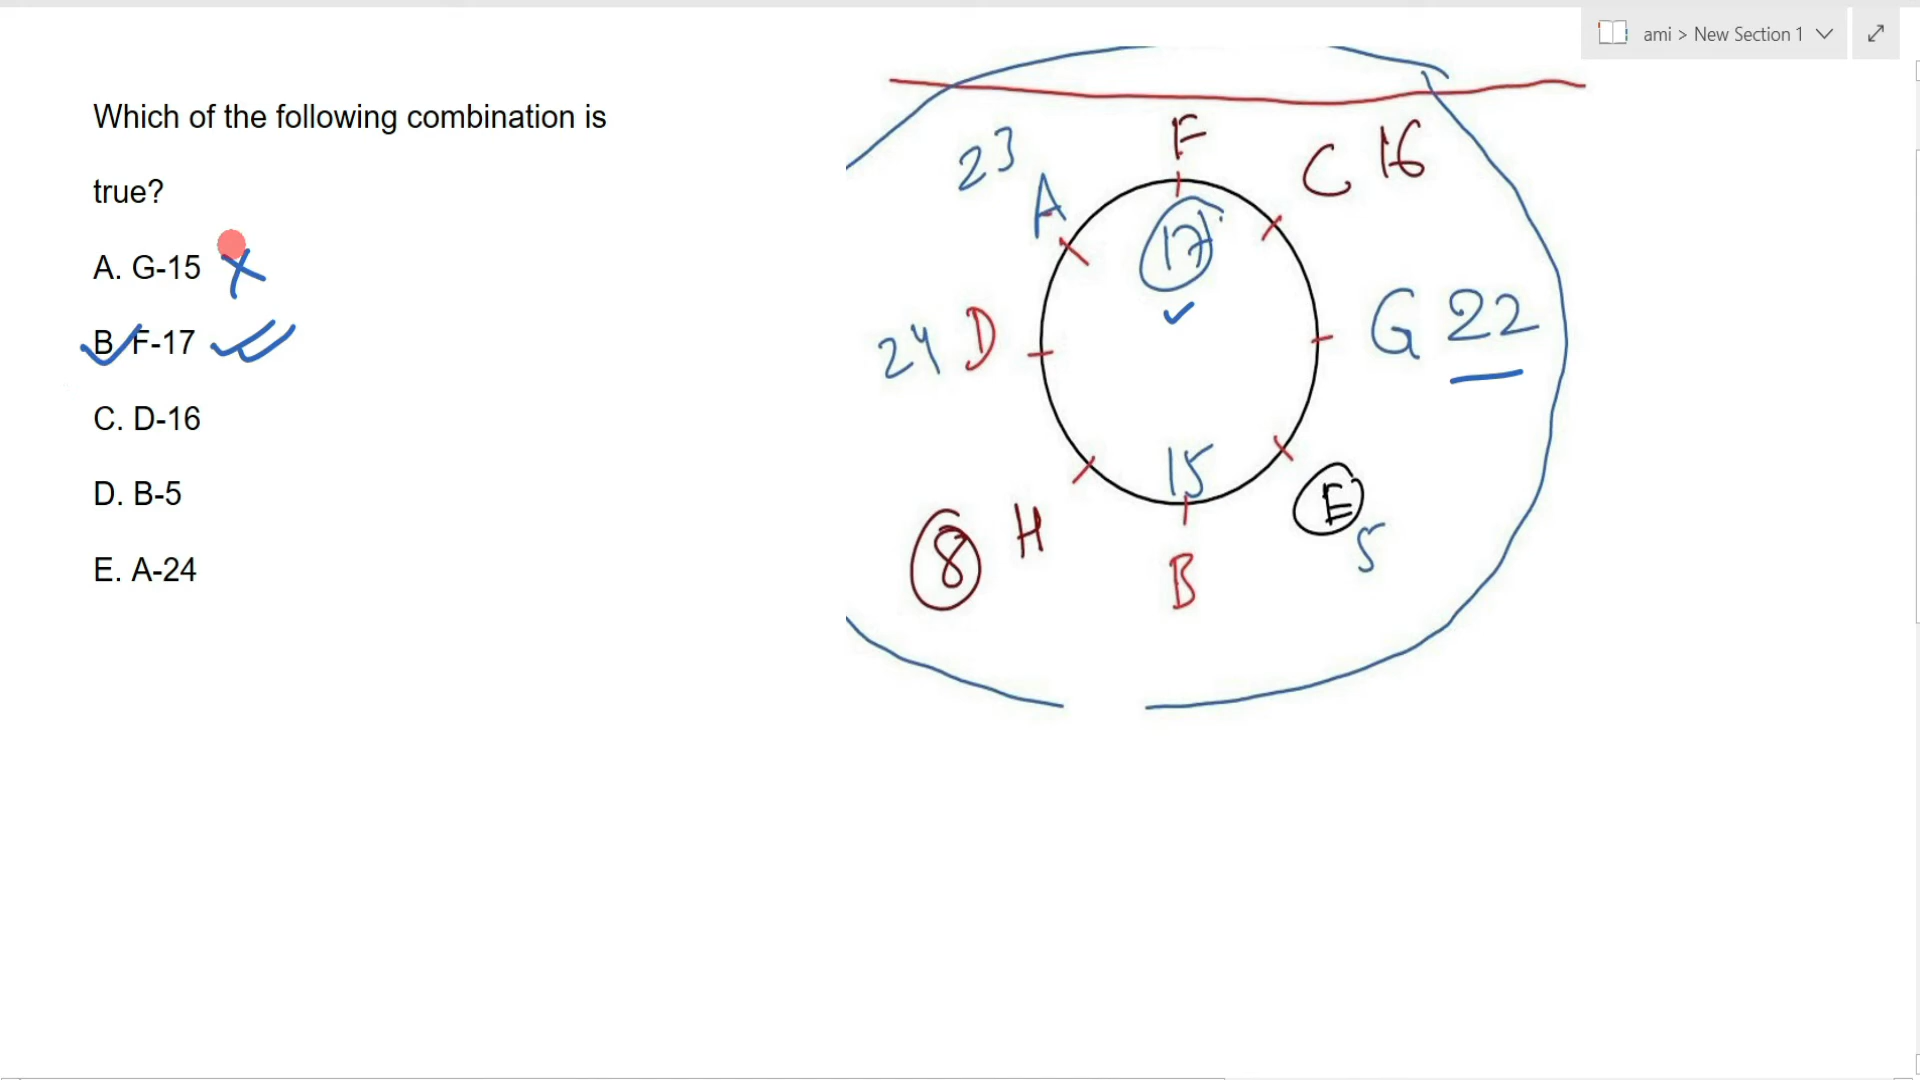 ami > New Section 1
Which of the following combination is
true?
A. G-15
B F-17
C. D-16
D. B-5
E. A-24
F
23
C 16
A
17
G 22
24 D
15
E
8 H
5
B